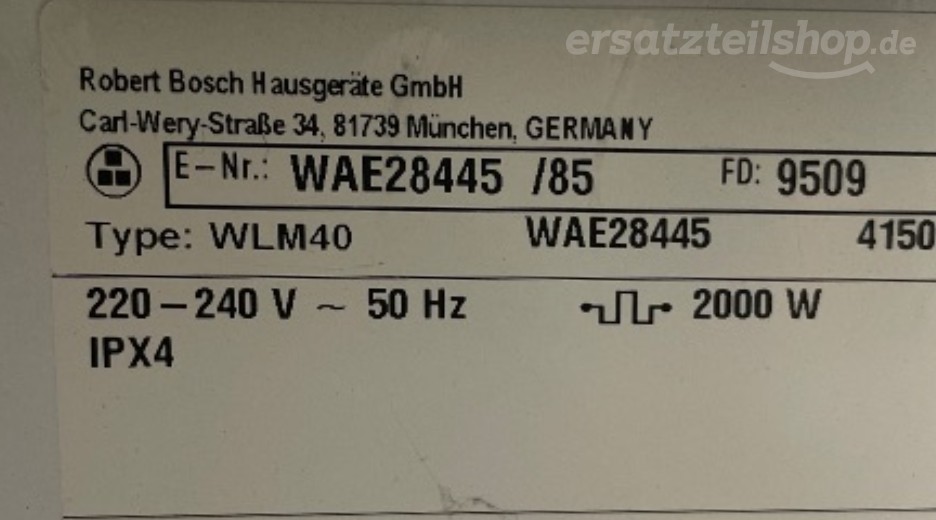 ersatzteilshop.de
Robert Bosch Hausgeräte GmbH
Carl-Wery-Straße 34, 81739 München, GERMANY
E-Nr.: WAE28445 /85 FD: 9509
Type: WLM40 WAE28445 4150
220-240 V ~ 50 Hz 2000 W
IPX4